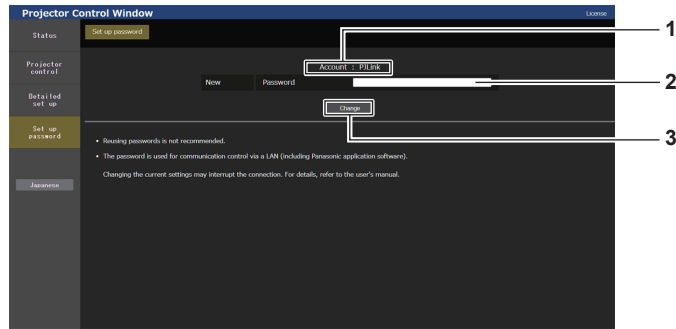 Projector Control Window
License
Status
Set up password
1
Projector
control
Account : PJLink
New Password
2
Detailed
set up
Change
3
Set up
password
• Reusing passwords is not recommended.
• The password is used for communication control via a LAN (including Panasonic application software).
Changing the current settings may interrupt the connection. For details, refer to the user's manual.
Japanese